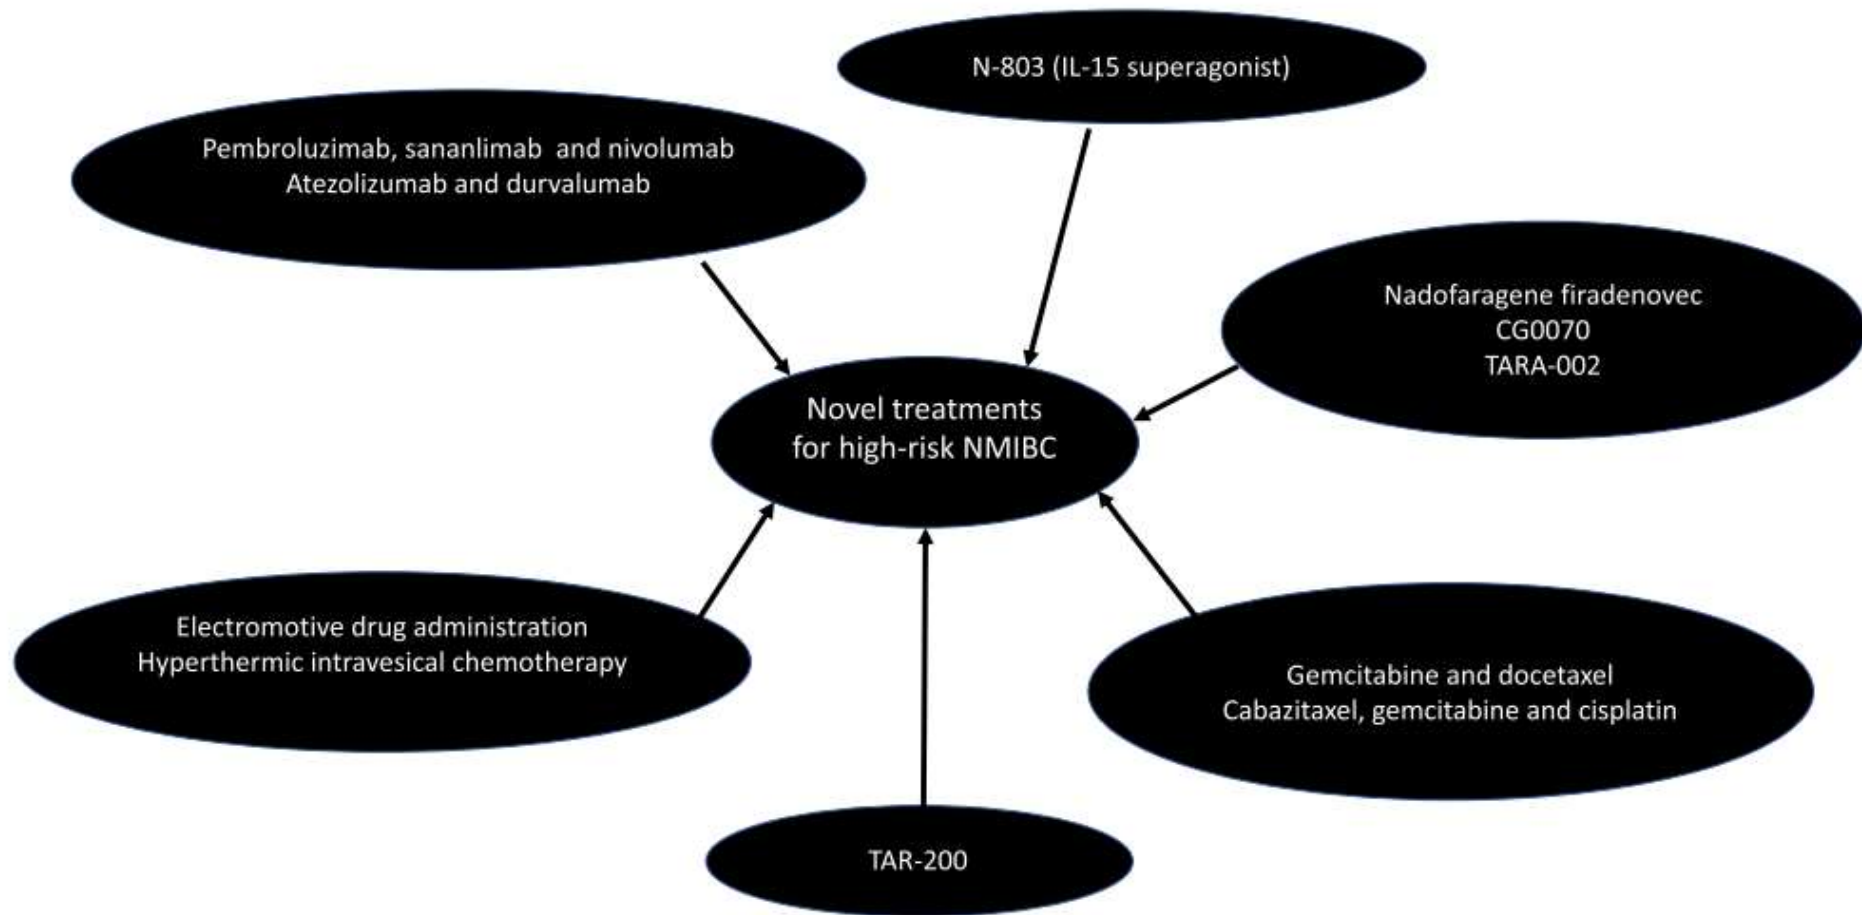 N-803 (IL-15 superagonist)
Pembroluzimab, sananlimab and nivolumab
Atezolizumab and durvalumab
Nadofaragene firadenovec
CG0070
TARA-002
Novel treatments
for high-risk NMIBC
Electromotive drug administration
Hyperthermic intravesical chemotherapy
Gemcitabine and docetaxel
Cabazitaxel, gemcitabine and cisplatin
TAR-200